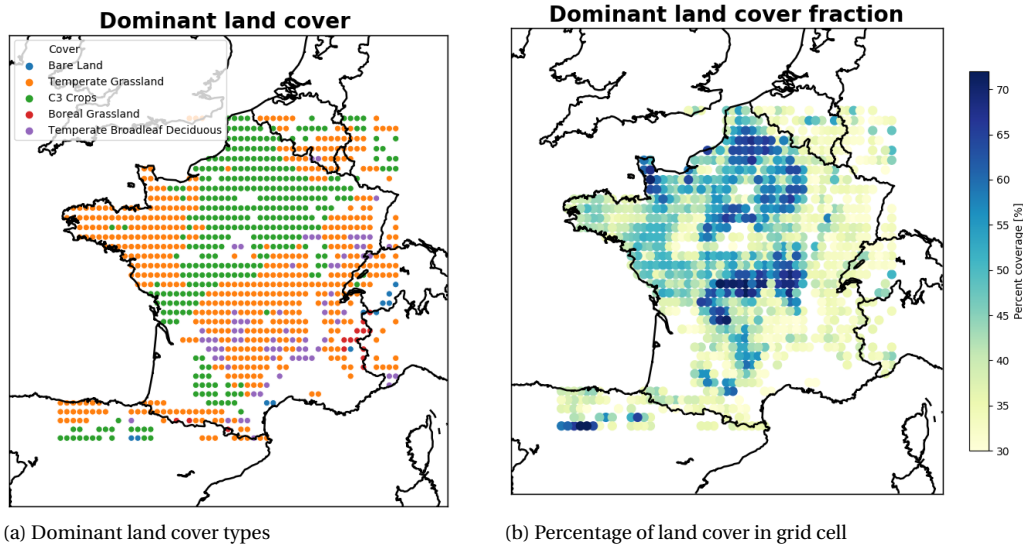 Dominant land cover
Cover
Bare Land
Temperate Grassland
C3 Crops
Boreal Grassland
Temperate Broadleaf Deciduous
(a) Dominant land cover types
Dominant land cover fraction
70
65
60
55
50
45
40
35
30
Percent coverage [%]
(b) Percentage of land cover in grid cell